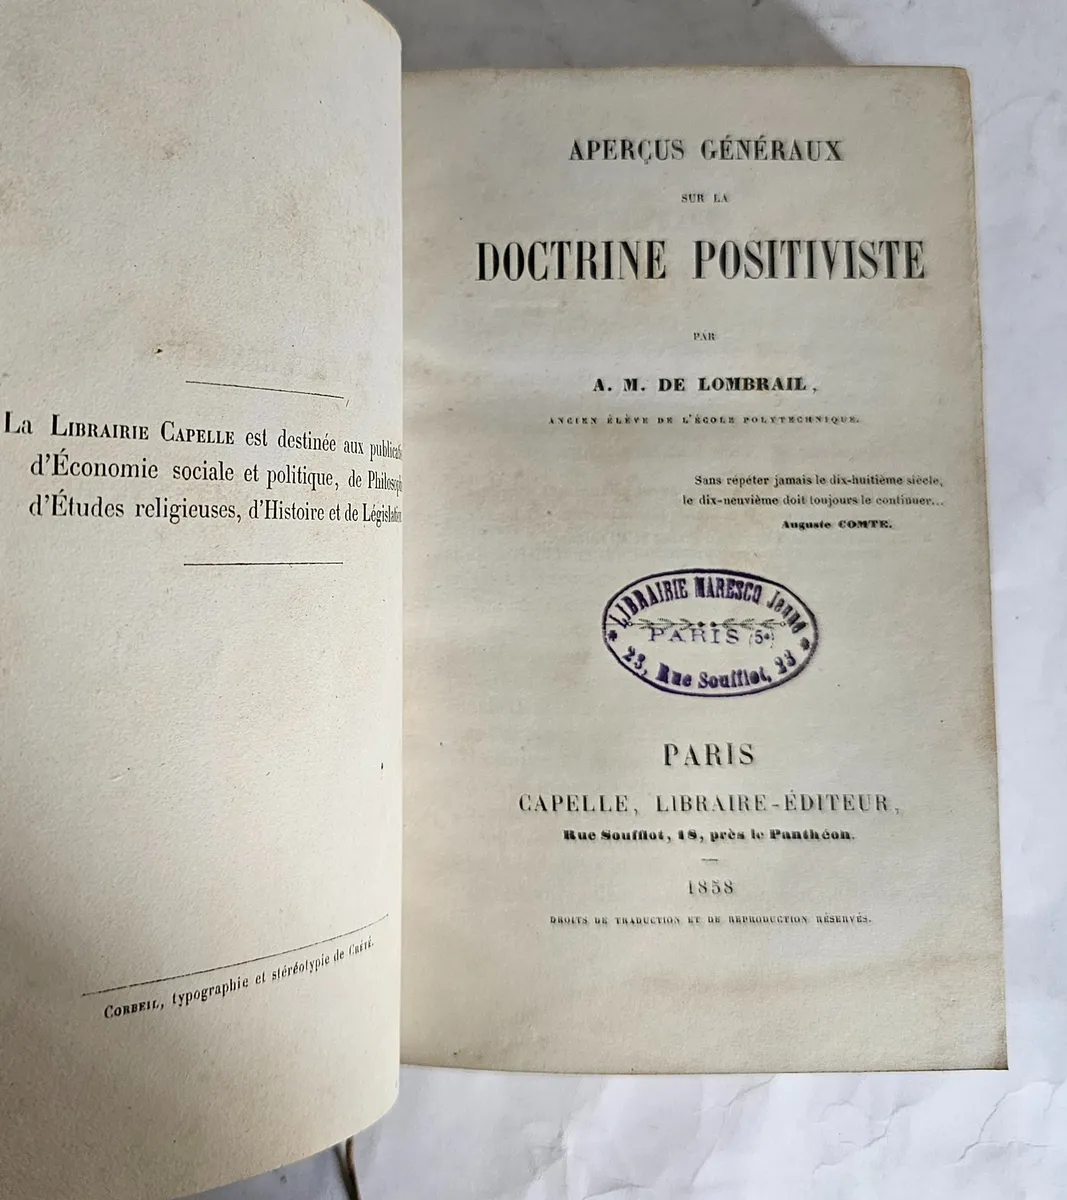 La LIBRAIRIE CAPELLE est destinée aux
d'Économie sociale et politique, de
d'Études religieuses, d'Histoire et de
CORBEIL, typographie et stéréotypie de CRÉTÉ.
APERÇUS GÉNÉRAUX
SUR LA
DOCTRINE POSITIVISTE
PAR
A. M. DE LOMBRAIL,
ANCIEN ÉLÈVE DE L'ÉCOLE POLYTECHNIQUE.
Sans répéter jamais le dix-huitième siècle,
le dix-neuvième doit toujours le continuer...
Auguste COMTE.
LIBRAIRIE MARESCQ Jeune
PARIS (5e)
* 23, Rue Soufflot, 23 *
PARIS
CAPELLE, LIBRAIRE-ÉDITEUR,
Rue Soufflot, 18, près le Panthéon.
1858
DROITS DE TRADUCTION ET DE REPRODUCTION RÉSERVÉS.